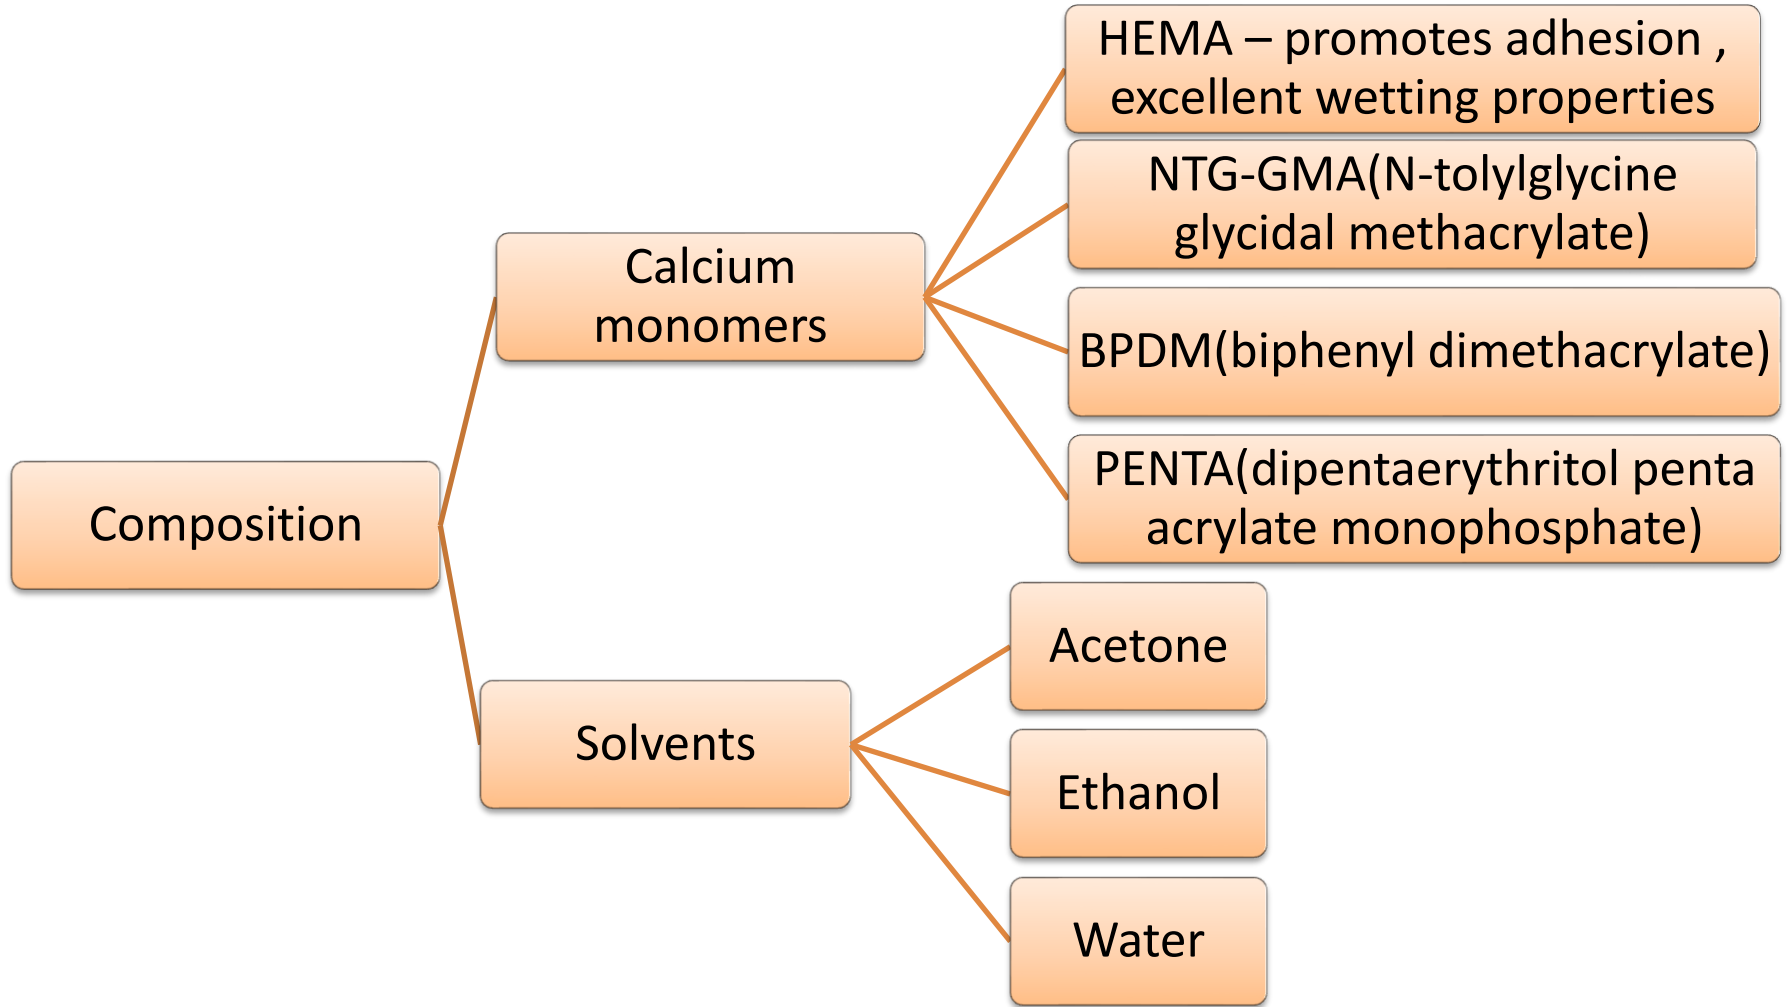 HEMA – promotes adhesion ,
excellent wetting properties
NTG-GMA(N-tolylglycine
glycidal methacrylate)
Calcium
monomers
BPDM(biphenyl dimethacrylate)
PENTA(dipentaerythritol penta
acrylate monophosphate)
Composition
Acetone
Solvents
Ethanol
Water